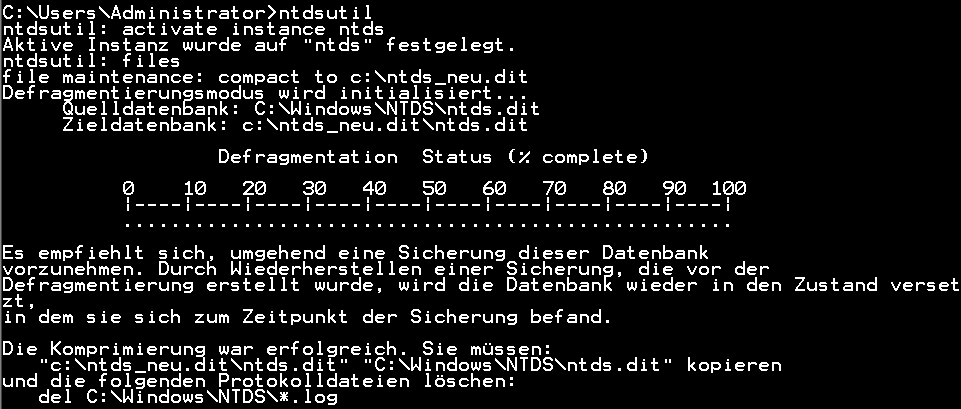 C:\Users\Administrator>ntdsutil
ntdsutil: activate instance ntds
Aktive Instanz wurde auf "ntds" festgelegt.
ntdsutil: files
file maintenance: compact to c:\ntds_neu.dit
Defragmentierungsmodus wird initialisiert...
     Quelldatenbank: C:\Windows\NTDS\ntds.dit
     Zieldatenbank: c:\ntds_neu.dit\ntds.dit
                  Defragmentation  Status (% complete)
          0    10   20   30   40   50   60   70   80   90  100
          |----|----|----|----|----|----|----|----|----|----|
          ...................................................
Es empfiehlt sich, umgehend eine Sicherung dieser Datenbank
vorzunehmen. Durch Wiederherstellen einer Sicherung, die vor der
Defragmentierung erstellt wurde, wird die Datenbank wieder in den Zustand verset
zt,
in dem sie sich zum Zeitpunkt der Sicherung befand.
Die Komprimierung war erfolgreich. Sie müssen:
   "c:\ntds_neu.dit\ntds.dit" "C:\Windows\NTDS\ntds.dit" kopieren
und die folgenden Protokolldateien löschen:
   del C:\Windows\NTDS\*.log